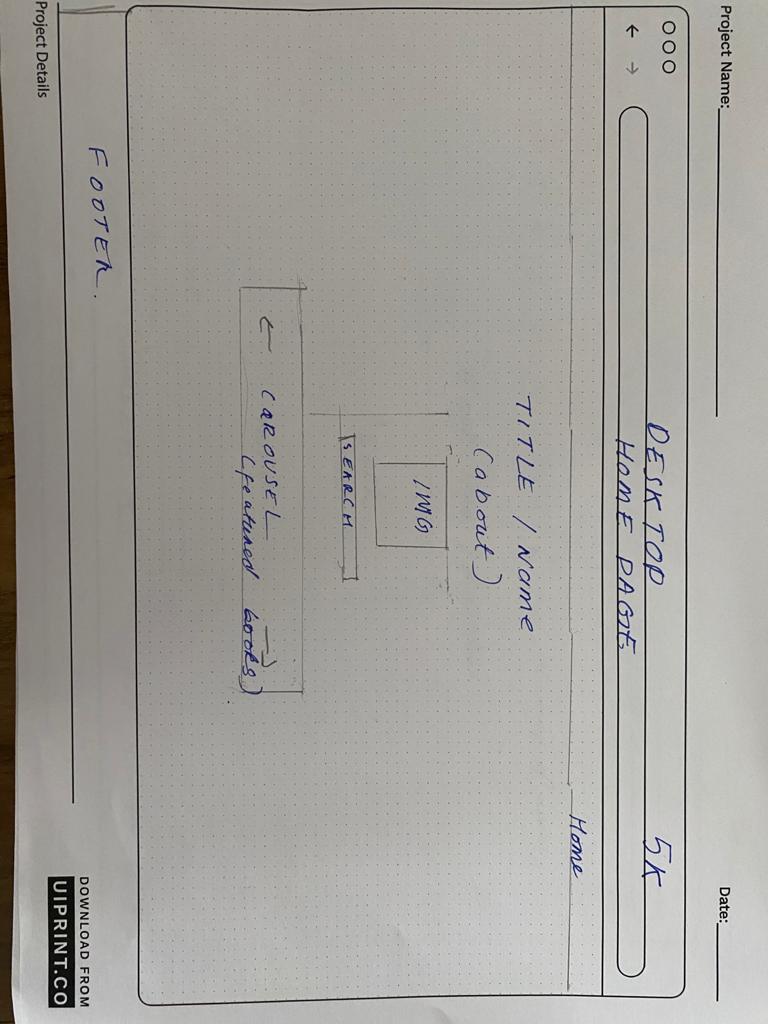 Project Name:
Date:
DESKTOP
5K
HOME PAGE
Home
TITLE / Name
(about)
IMG
SEARCH
← CAROUSEL →
(featured books)
FOOTER.
DOWNLOAD FROM
UIPRINT.CO
Project Details